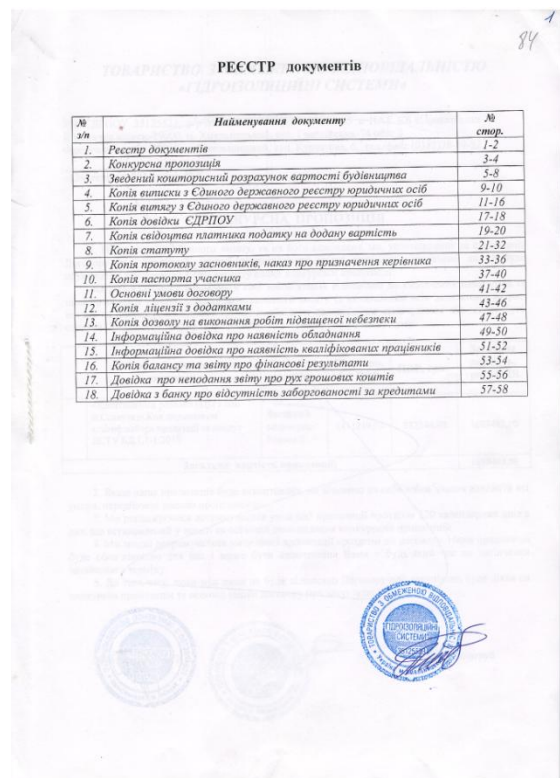 1
84
РЕЄСТР документів
№ з/п Найменування документу № стор.
1. Реєстр документів 1-2
2. Конкурсна пропозиція 3-4
3. Зведений кошторисний розрахунок вартості будівництва 5-8
4. Копія виписки з Єдиного державного реєстру юридичних осіб 9-10
5. Копія витягу з Єдиного державного реєстру юридичних осіб 11-16
6. Копія довідки ЄДРПОУ 17-18
7. Копія свідоцтва платника податку на додану вартість 19-20
8. Копія статуту 21-32
9. Копія протоколу засновників, наказ про призначення керівника 33-36
10. Копія паспорта учасника 37-40
11. Основні умови договору 41-42
12. Копія ліцензії з додатками 43-46
13. Копія дозволу на виконання робіт підвищеної небезпеки 47-48
14. Інформаційна довідка про наявність обладнання 49-50
15. Інформаційна довідка про наявність кваліфікованих працівників 51-52
16. Копія балансу та звіту про фінансові результати 53-54
17. Довідка про неподання звіту про рух грошових коштів 55-56
18. Довідка з банку про відсутність заборгованості за кредитами 57-58
ТОВАРИСТВО З ОБМЕЖЕНОЮ ВІДПОВІДАЛЬНІСТЮ
ГІДРОІЗОЛЯЦІЙНІ
СИСТЕМИ